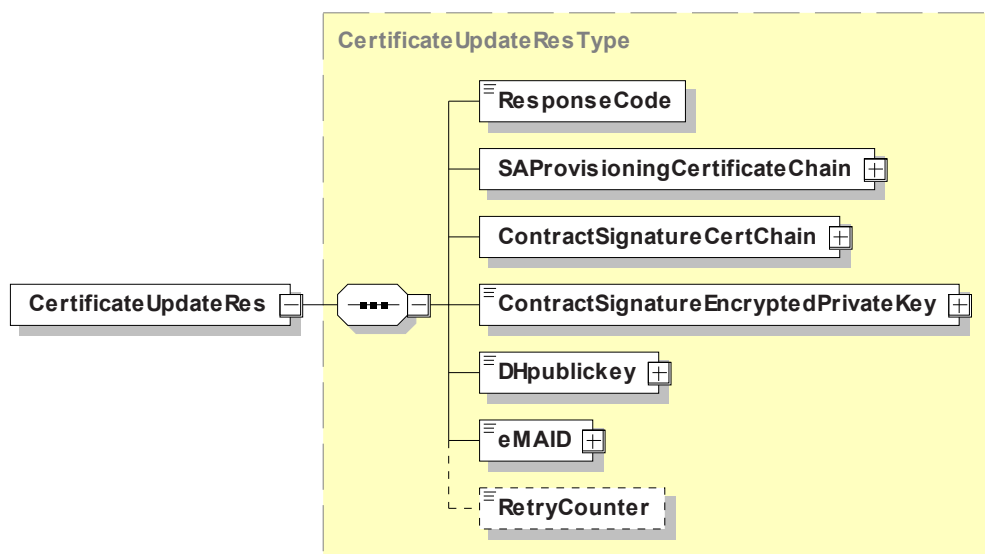 CertificateUpdateResType
ResponseCode
SAProvisioningCertificateChain
ContractSignatureCertChain
CertificateUpdateRes
ContractSignatureEncryptedPrivateKey
DHpublickey
eMAID
RetryCounter